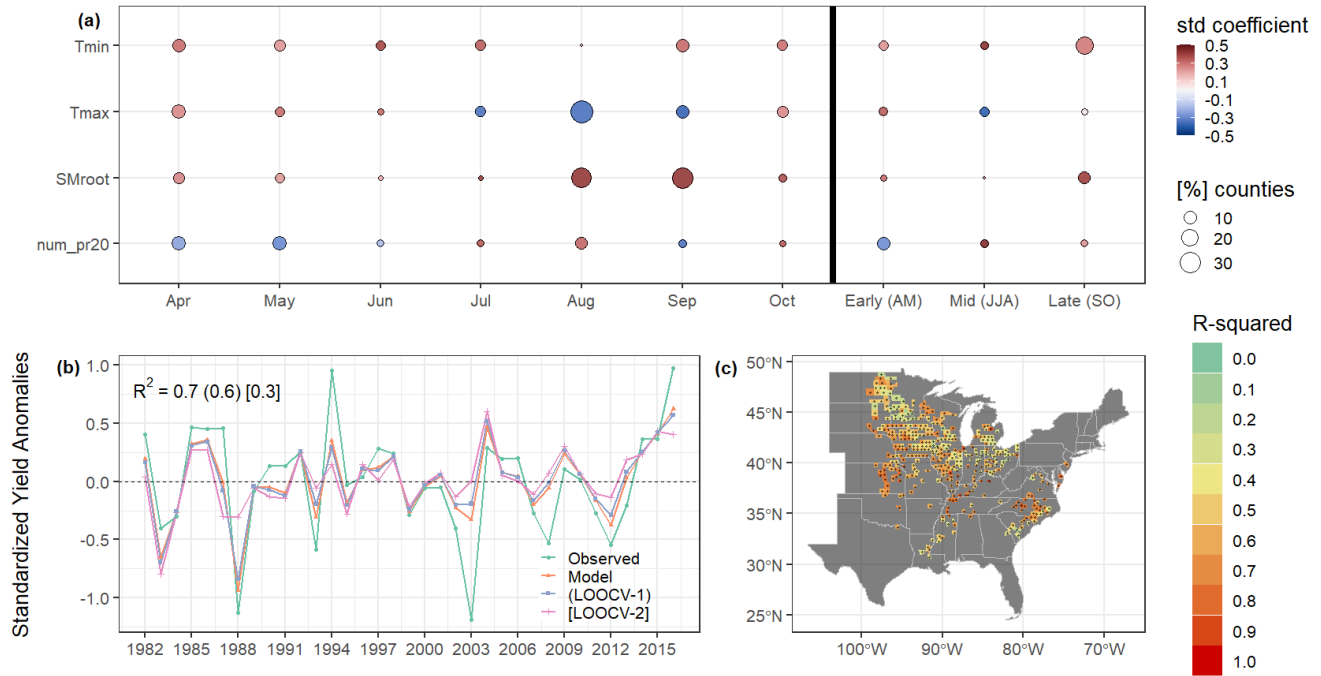 (a)
Tmin
Tmax
SMroot
num_pr20
Apr May Jun Jul Aug Sep Oct Early (AM) Mid (JJA) Late (SO)
std coefficient
0.5
0.3
0.1
-0.1
-0.3
-0.5
[%] counties
10
20
30
Standardized Yield Anomalies
(b)
R² = 0.7 (0.6) [0.3]
1.0
0.5
0.0
-0.5
-1.0
Observed
Model
(LOOCV-1)
[LOOCV-2]
1982 1985 1988 1991 1994 1997 2000 2003 2006 2009 2012 2015
(c)
50°N
45°N
40°N
35°N
30°N
25°N
100°W 90°W 80°W 70°W
R-squared
0.0
0.1
0.2
0.3
0.4
0.5
0.6
0.7
0.8
0.9
1.0